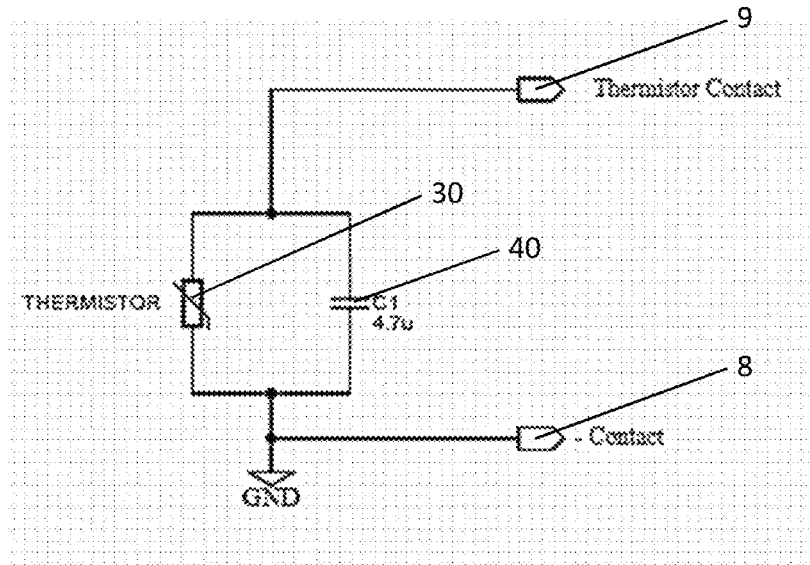 9
Thermistor Contact
30
40
THERMISTOR
C1
4.7u
8
- Contact
GND